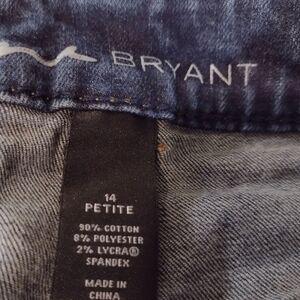 BRYANT
14
PETITE
90% COTTON
8% POLYESTER
2% LYCRA®
SPANDEX
MADE IN
CHINA